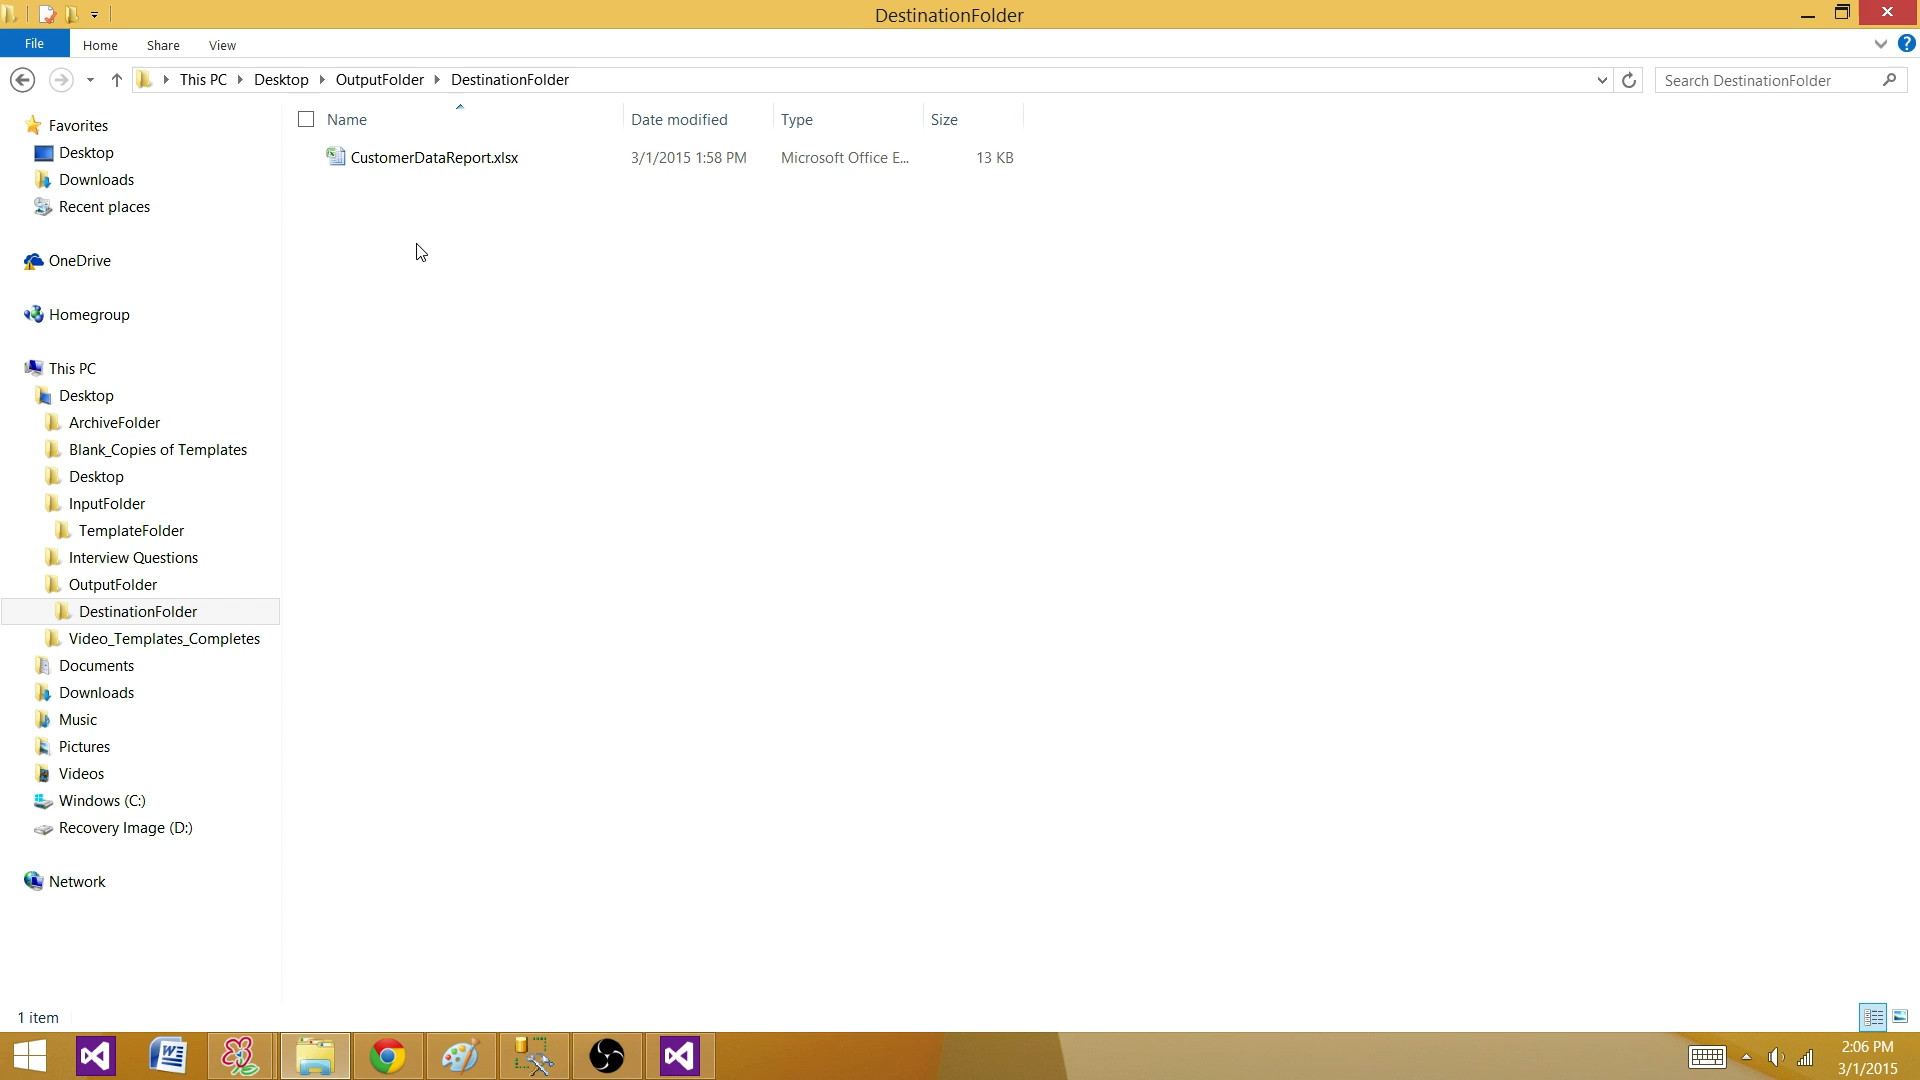 DestinationFolder
File Home Share View
This PC Desktop OutputFolder DestinationFolder
Search DestinationFolder
Name Date modified Type Size
CustomerDataReport.xlsx 3/1/2015 1:58 PM Microsoft Office E... 13 KB
Favorites
Desktop
Downloads
Recent places
OneDrive
Homegroup
This PC
Desktop
ArchiveFolder
Blank_Copies of Templates
Desktop
InputFolder
TemplateFolder
Interview Questions
OutputFolder
DestinationFolder
Video_Templates_Completes
Documents
Downloads
Music
Pictures
Videos
Windows (C:)
Recovery Image (D:)
Network
1 item
2:06 PM
3/1/2015